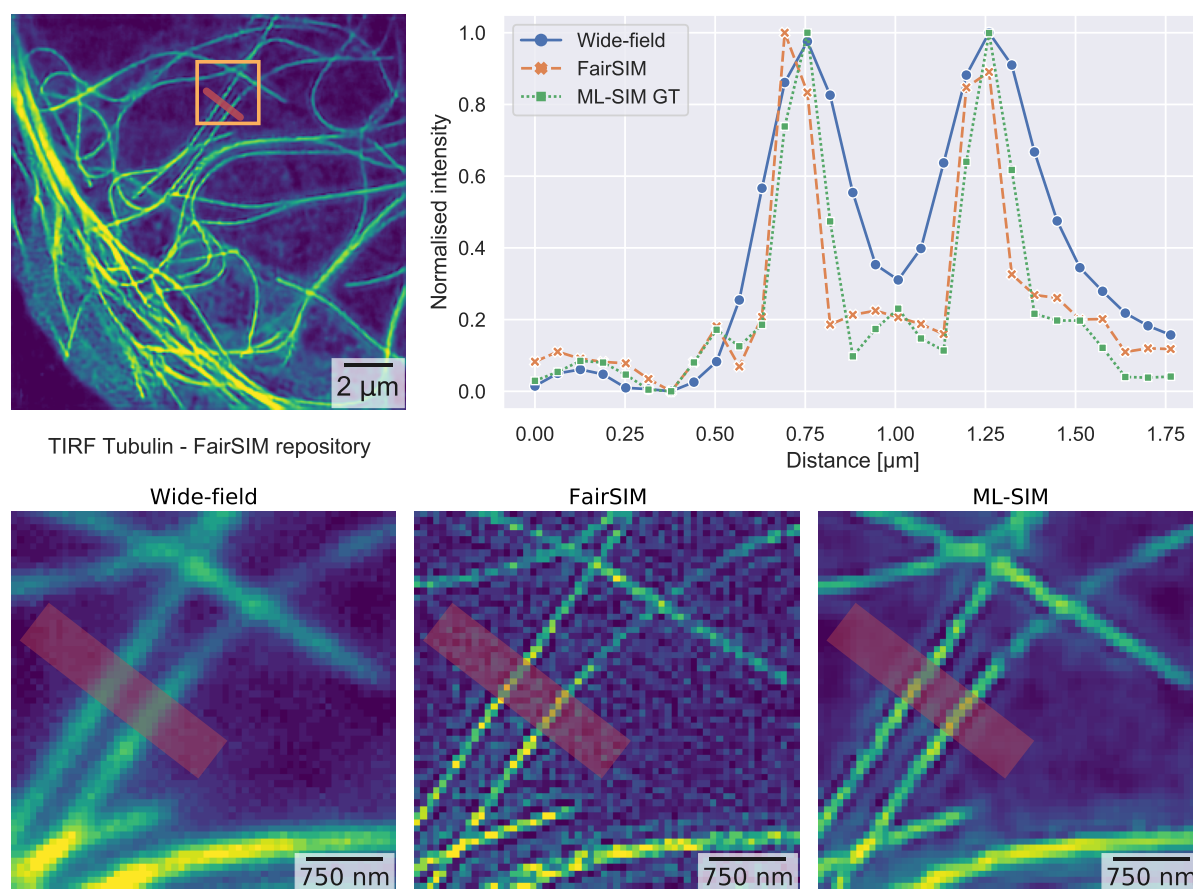 2 µm
TIRF Tubulin - FairSIM repository
Normalised intensity
1.0
0.8
0.6
0.4
0.2
0.0
Wide-field
FairSIM
ML-SIM GT
0.00 0.25 0.50 0.75 1.00 1.25 1.50 1.75
Distance [µm]
Wide-field
FairSIM
ML-SIM
750 nm
750 nm
750 nm